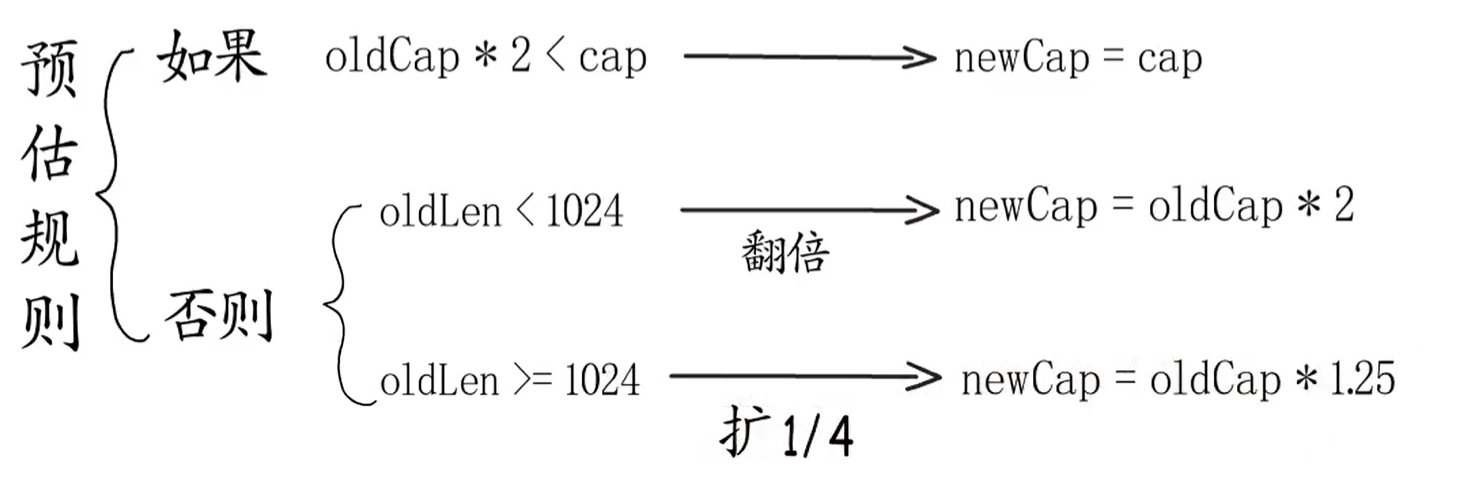 预估规则
如果 oldCap * 2 < cap newCap = cap
否则
oldLen < 1024 翻倍 newCap = oldCap * 2
oldLen >= 1024 扩 1/4 newCap = oldCap * 1.25